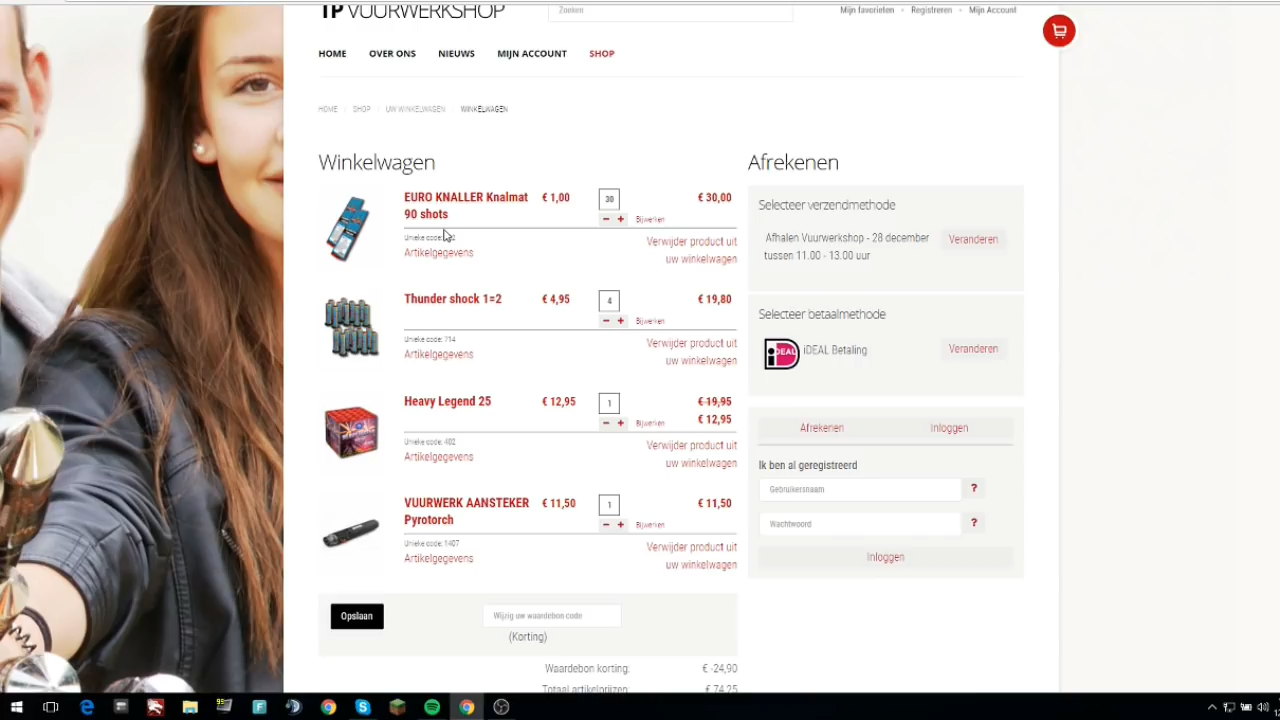 TP VUURWERKSHOP
Zoeken
Mijn favorieten • Registreren • Mijn Account
HOME OVER ONS NIEUWS MIJN ACCOUNT SHOP
HOME SHOP UW WINKELWAGEN WINKELWAGEN
Winkelwagen
EURO KNALLER Knalmat € 1,00 30 € 30,00
90 shots − + Bijwerken
Unieke code:
Verwijder product uit
Artikelgegevens
uw winkelwagen
Thunder shock 1=2 € 4,95 4 € 19,80
− + Bijwerken
Unieke code: 714
Verwijder product uit
Artikelgegevens
uw winkelwagen
Heavy Legend 25 € 12,95 1 € 19,95
€ 12,95
− + Bijwerken
Unieke code: 402
Verwijder product uit
Artikelgegevens
uw winkelwagen
VUURWERK AANSTEKER € 11,50 1 € 11,50
Pyrotorch − + Bijwerken
Unieke code: 1407
Verwijder product uit
Artikelgegevens
uw winkelwagen
Opslaan Wijzig uw waardebon code
(Korting)
Waardebon korting: € -24,90
Totaal artikelprijzen € 74,25
Afrekenen
Selecteer verzendmethode
Afhalen Vuurwerkshop - 28 december Veranderen
tussen 11.00 - 13.00 uur
Selecteer betaalmethode
iDEAL iDEAL Betaling Veranderen
Afrekenen Inloggen
Ik ben al geregistreerd
Gebruikersnaam ?
Wachtwoord ?
Inloggen